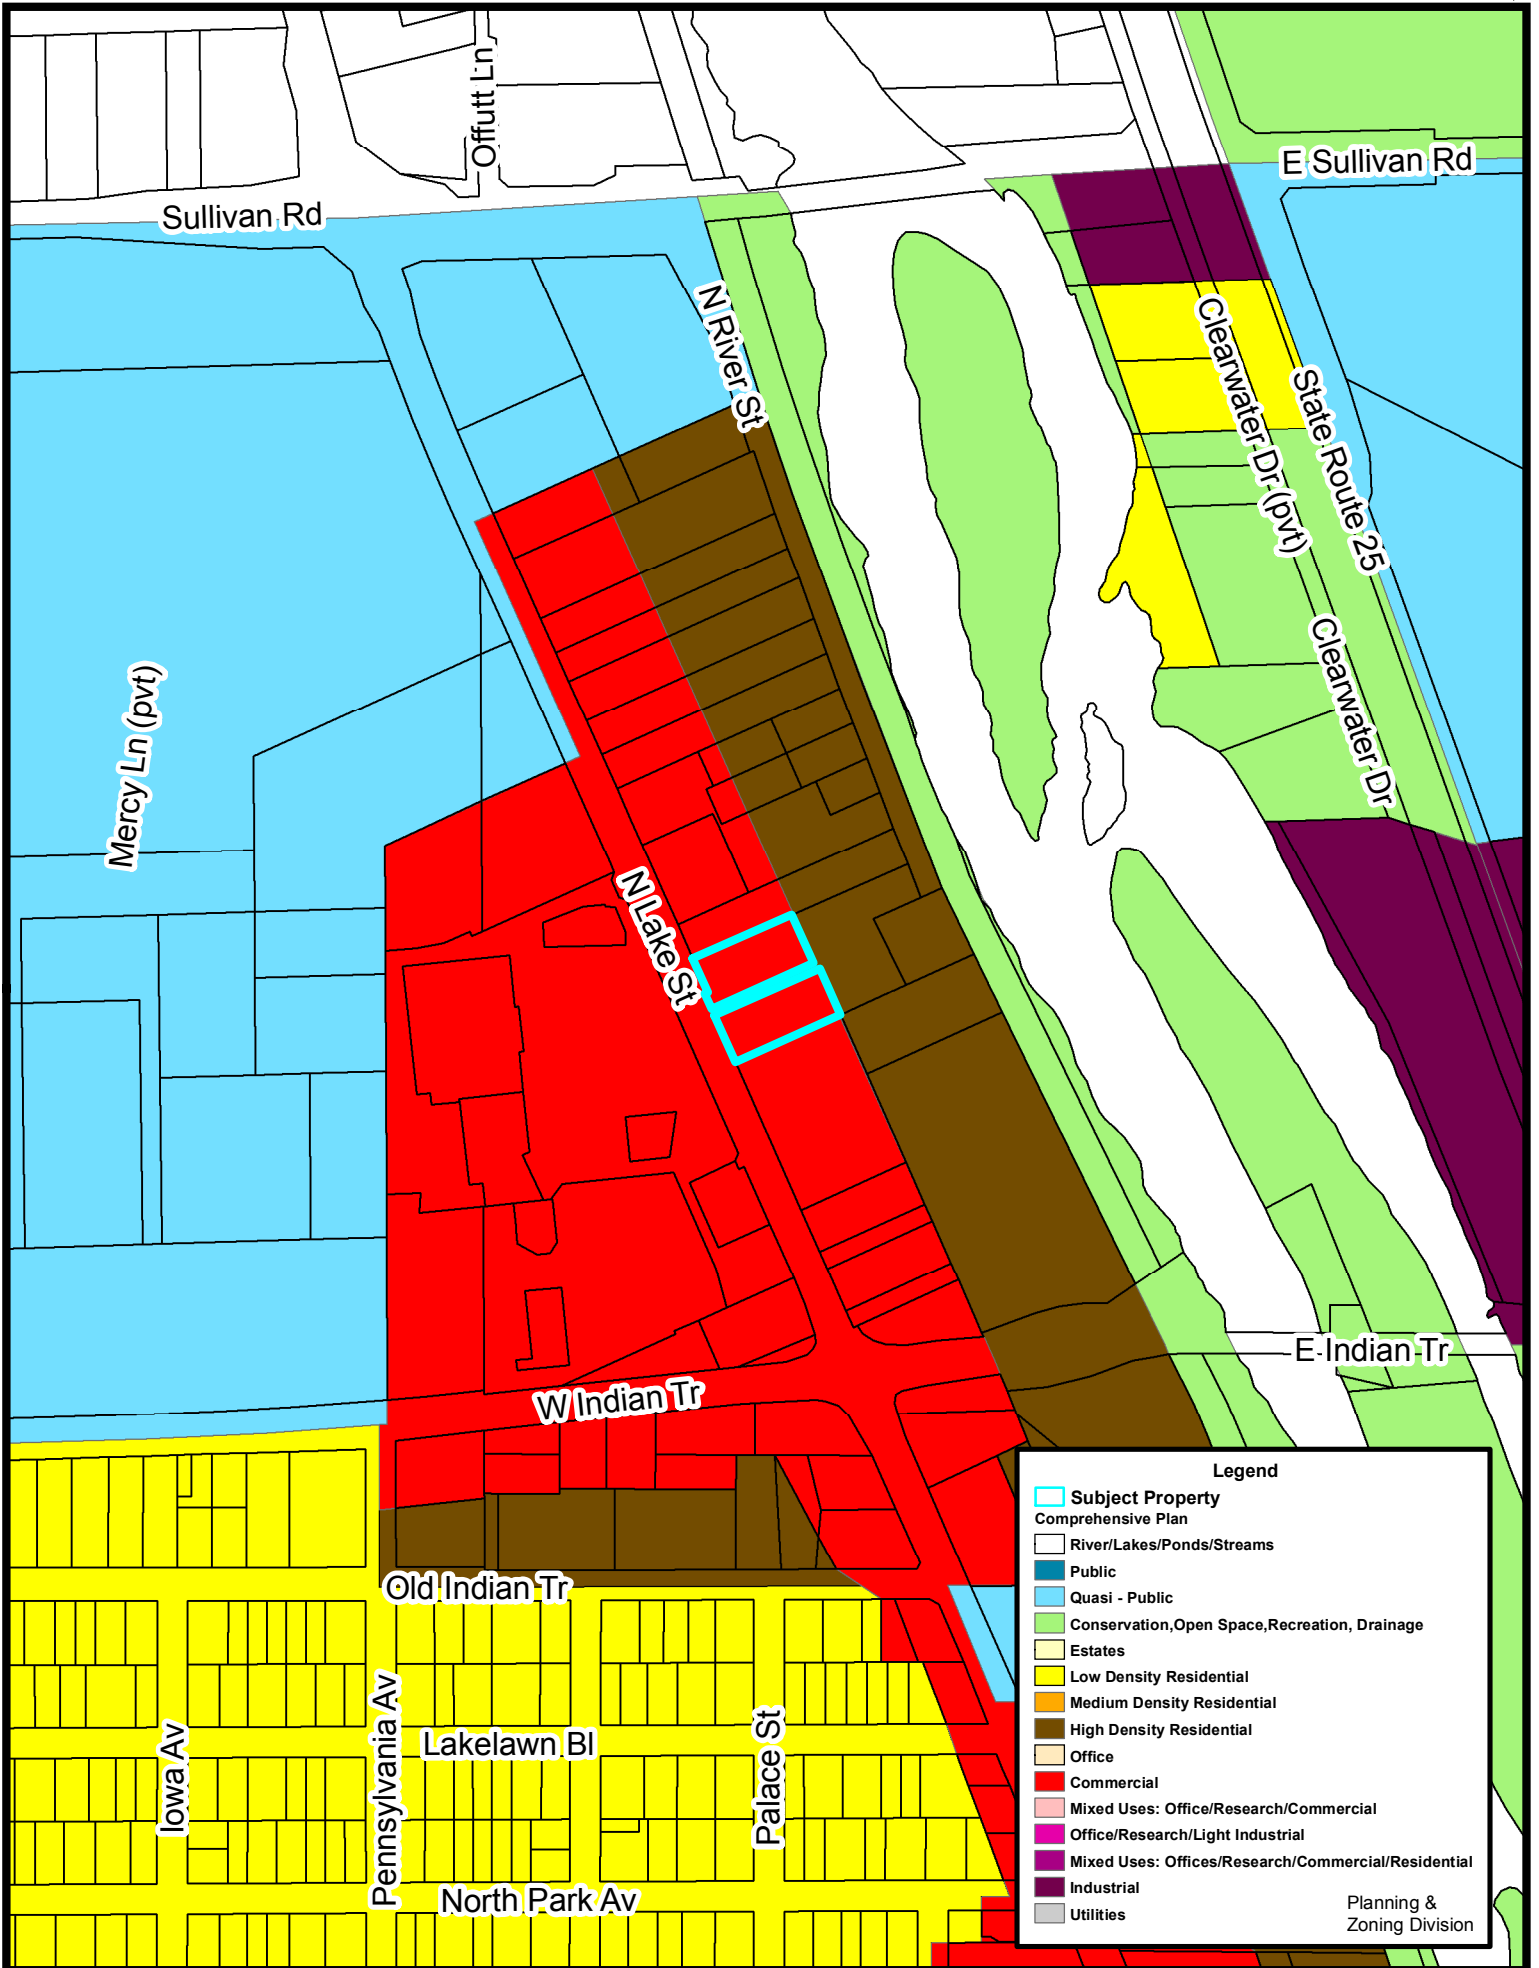 Offutt Ln
E Sullivan Rd
Sullivan Rd
N River St
Clearwater Dr (pvt)
State Route 25
Clearwater Dr
Mercy Ln (pvt)
N Lake St
E Indian Tr
W Indian Tr
Old Indian Tr
Iowa Av
Pennsylvania Av
Lakelawn Bl
Palace St
North Park Av
Legend
Subject Property
Comprehensive Plan
River/Lakes/Ponds/Streams
Public
Quasi - Public
Conservation,Open Space,Recreation, Drainage
Estates
Low Density Residential
Medium Density Residential
High Density Residential
Office
Commercial
Mixed Uses: Office/Research/Commercial
Office/Research/Light Industrial
Mixed Uses: Offices/Research/Commercial/Residential
Industrial
Utilities
Planning &
Zoning Division